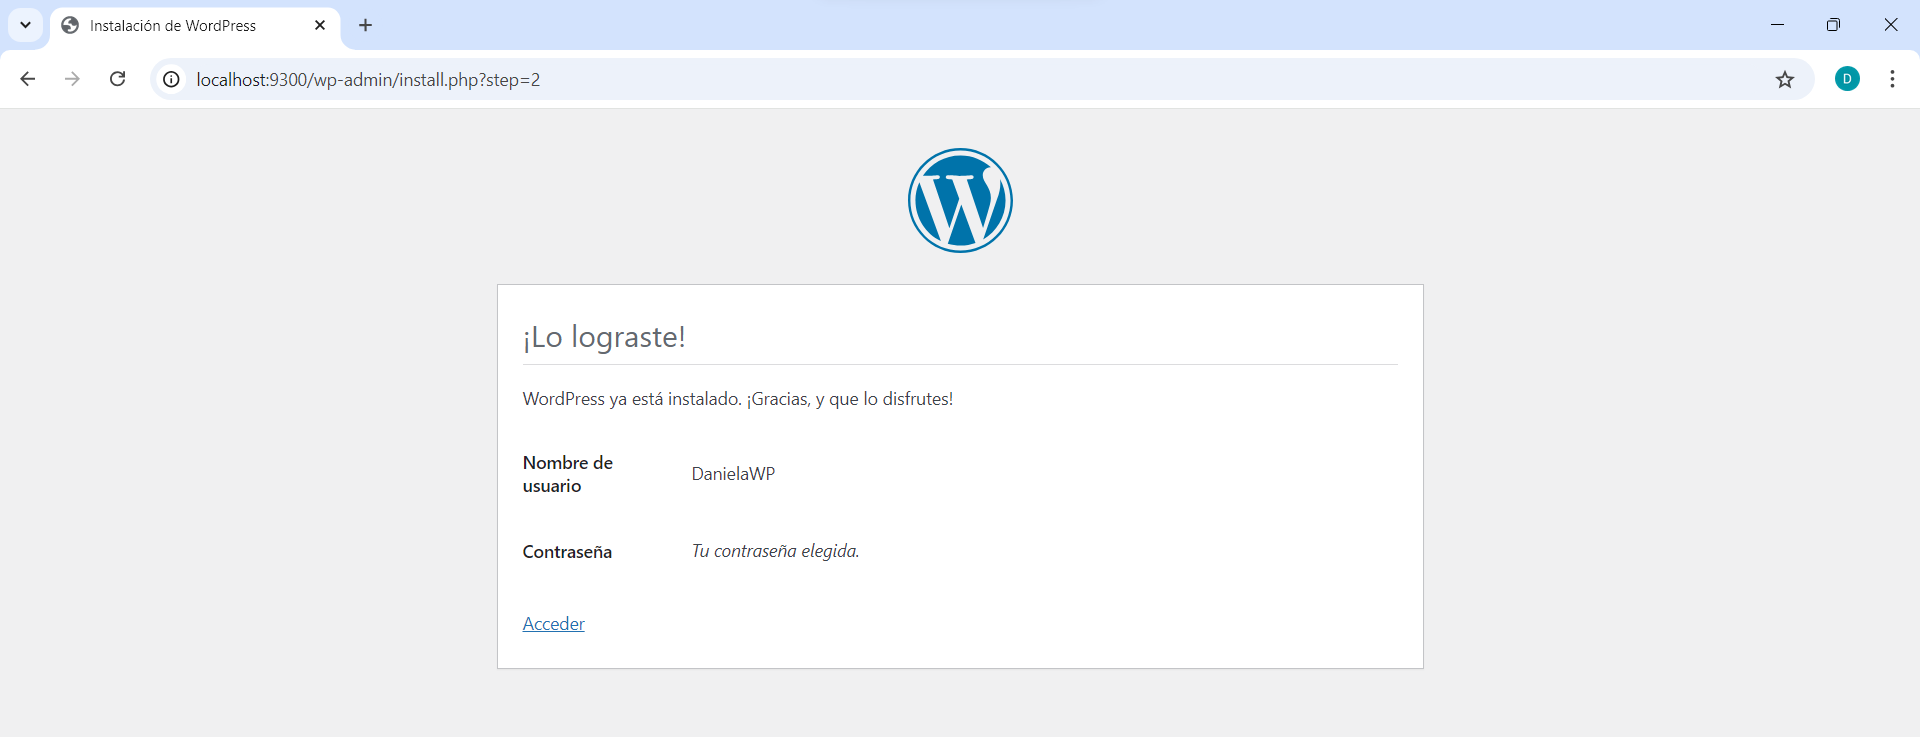 Instalación de WordPress
localhost:9300/wp-admin/install.php?step=2
D
¡Lo lograste!
WordPress ya está instalado. ¡Gracias, y que lo disfrutes!
Nombre de
usuario
DanielaWP
Contraseña
Tu contraseña elegida.
Acceder